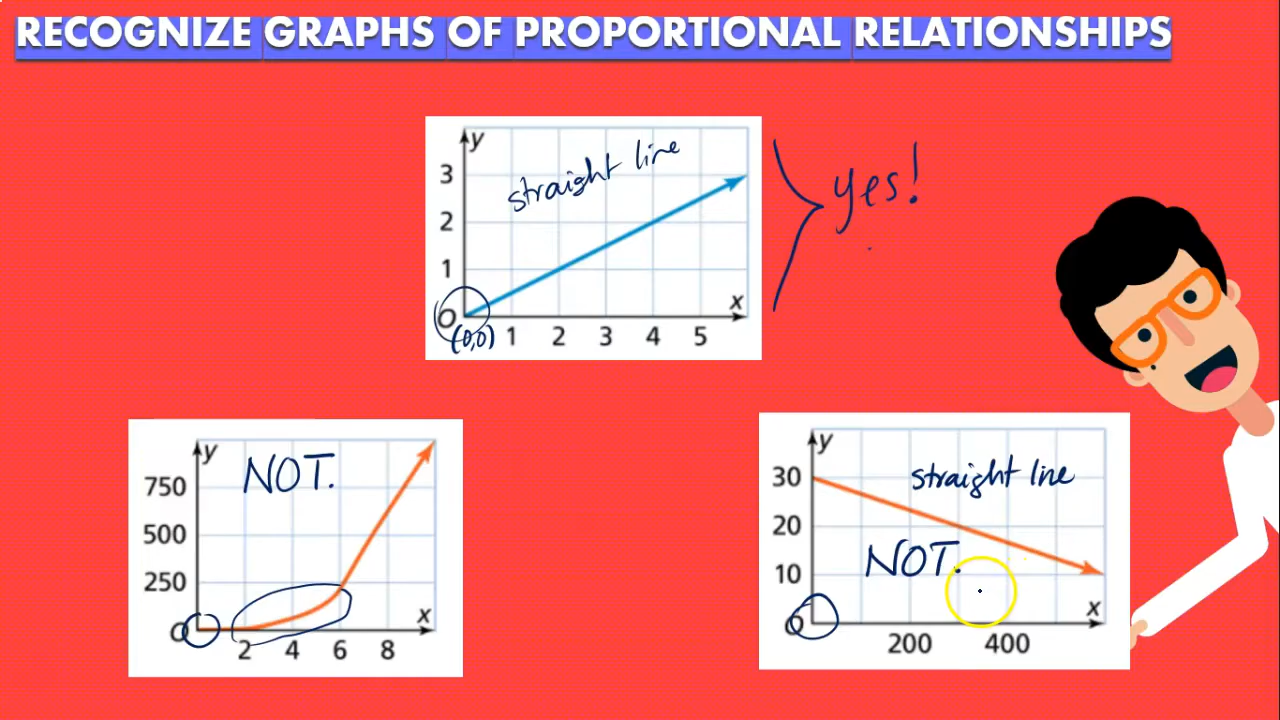 RECOGNIZE GRAPHS OF PROPORTIONAL RELATIONSHIPS
y
straight line
3
2
1
x
O
(0,0) 1 2 3 4 5
yes!
y
NOT.
750
500
250
x
O
2 4 6 8
y
30
straight line
20
NOT.
10
x
O
200 400